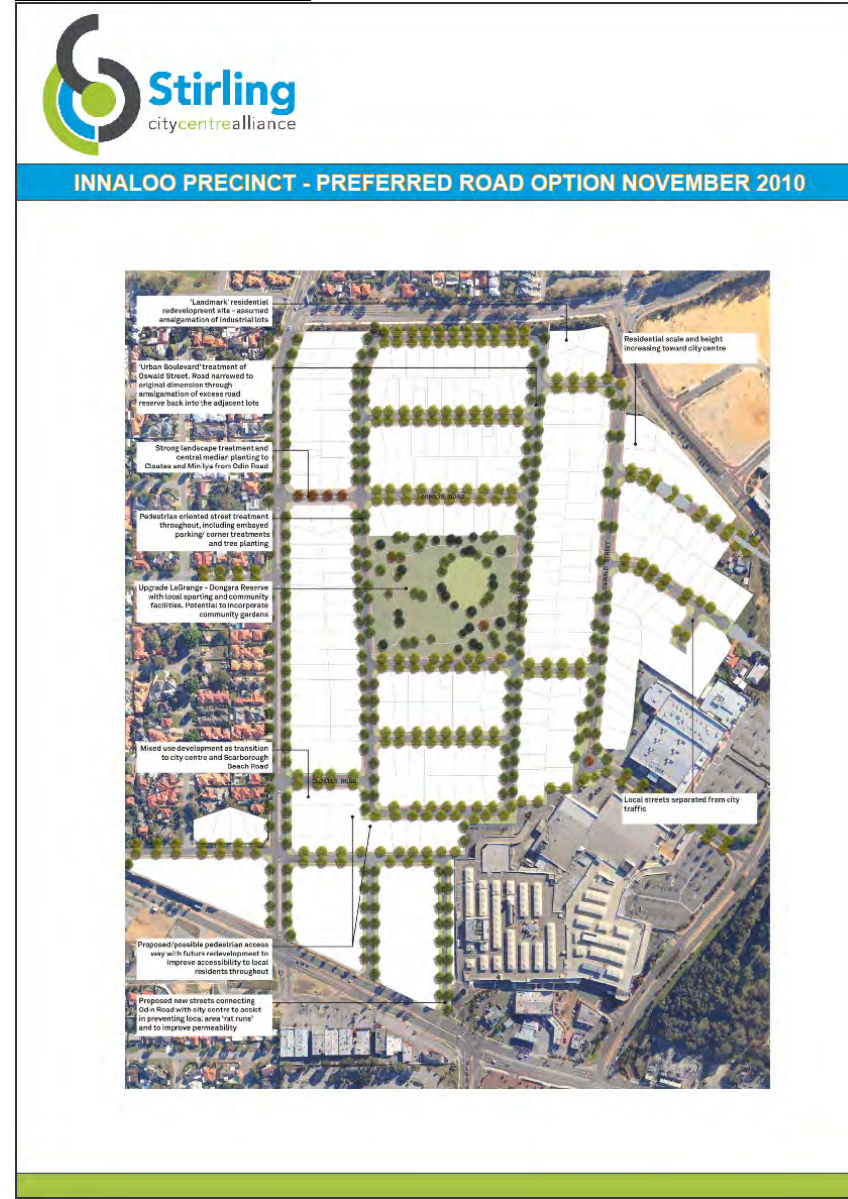 Stirling
citycentrealliance
INNALOO PRECINCT - PREFERRED ROAD OPTION NOVEMBER 2010
'Landmark' residential
redevelopment site - assumed
amalgamation of industrial lots
Residential scale and height
increasing toward city centre
'Urban Boulevard' treatment of
Oswald Street. Road narrowed to
original dimension through
amalgamation of excess road
reserve back into the adjacent lots
Strong landscape treatment and
central median planting to
Cloates and Minilya from Odin Road
ROAD
Pedestrian oriented street treatment
throughout, including embayed
parking/ corner treatments
and tree planting
STREET
Upgrade LaGrange - Dongara Reserve
with local sporting and community
facilities. Potential to incorporate
community gardens
Mixed use development as transition
to city centre and Scarborough
Beach Road
CLOATES ROAD
Local streets separated from city
traffic
Proposed/possible pedestrian access
way with future redevelopment to
improve accessibility to local
residents throughout
Proposed new streets connecting
Odin Road with city centre to assist
in preventing local area 'rat runs'
and to improve permeability